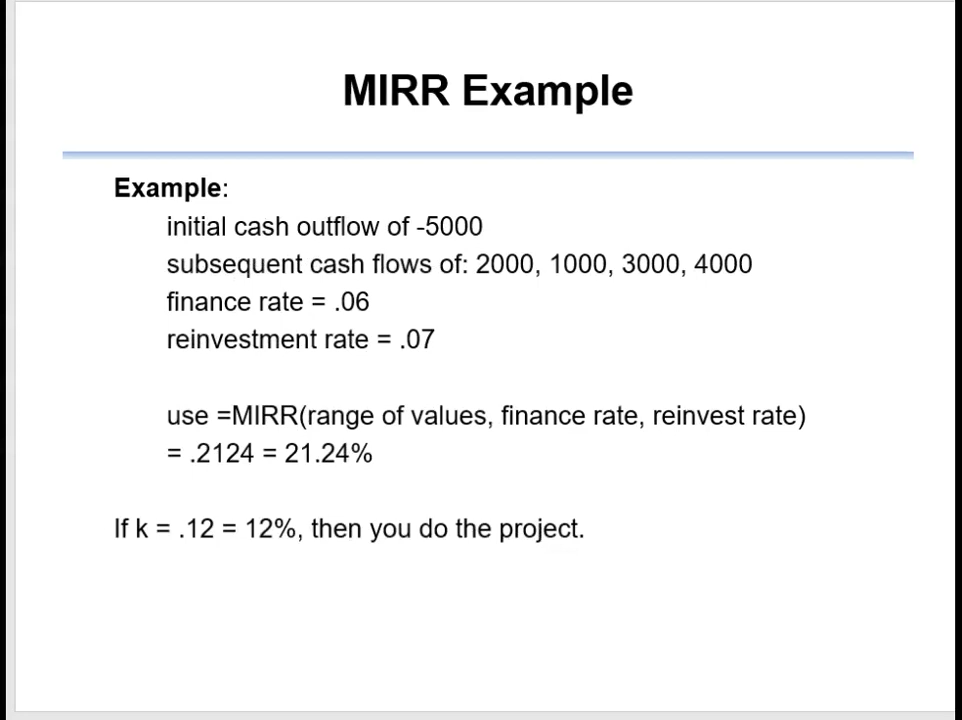 MIRR Example
Example:
initial cash outflow of -5000
subsequent cash flows of: 2000, 1000, 3000, 4000
finance rate = .06
reinvestment rate = .07
use =MIRR(range of values, finance rate, reinvest rate)
= .2124 = 21.24%
If k = .12 = 12%, then you do the project.